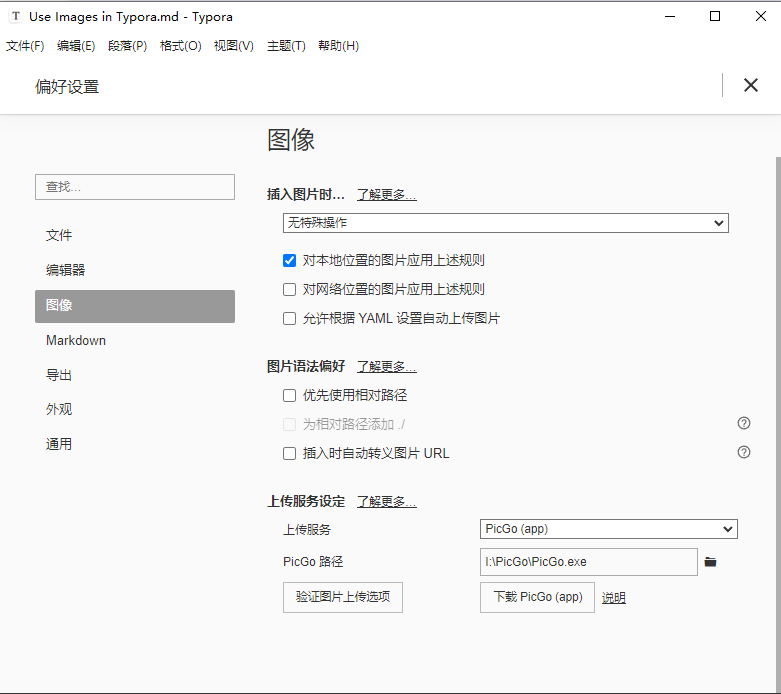 Use Images in Typora.md - Typora
文件(F) 编辑(E) 段落(P) 格式(O) 视图(V) 主题(T) 帮助(H)
偏好设置
查找...
文件
编辑器
图像
Markdown
导出
外观
通用
图像
插入图片时... 了解更多...
无特殊操作
对本地位置的图片应用上述规则
对网络位置的图片应用上述规则
允许根据 YAML 设置自动上传图片
图片语法偏好 了解更多...
优先使用相对路径
为相对路径添加 ./
插入时自动转义图片 URL
上传服务设定 了解更多...
上传服务 PicGo (app)
PicGo 路径 I:\PicGo\PicGo.exe
验证图片上传选项 下载 PicGo (app) 说明